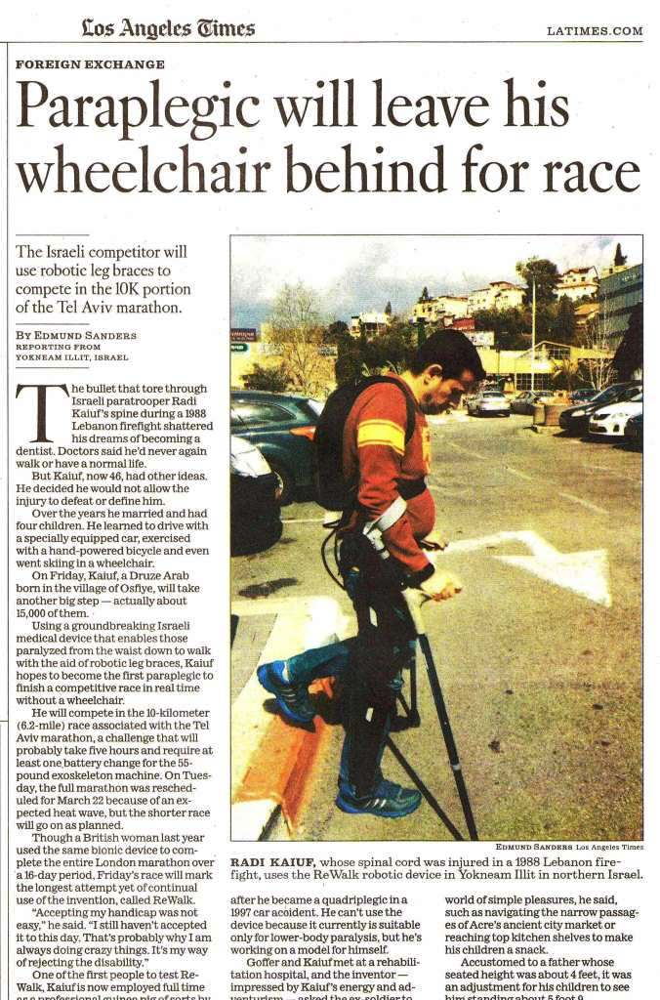 Los Angeles Times
LATIMES.COM
FOREIGN EXCHANGE
Paraplegic will leave his
wheelchair behind for race
The Israeli competitor will
use robotic leg braces to
compete in the 10K portion
of the Tel Aviv marathon.
BY EDMUND SANDERS
REPORTING FROM
YOKNEAM ILLIT, ISRAEL
The bullet that tore through
Israeli paratrooper Radi
Kaiuf's spine during a 1988
Lebanon firefight shattered
his dreams of becoming a
dentist. Doctors said he'd never again
walk or have a normal life.
But Kaiuf, now 46, had other ideas.
He decided he would not allow the
injury to defeat or define him.
Over the years he married and had
four children. He learned to drive with
a specially equipped car, exercised
with a hand-powered bicycle and even
went skiing in a wheelchair.
On Friday, Kaiuf, a Druze Arab
born in the village of Osfiye, will take
another big step — actually about
15,000 of them.
Using a groundbreaking Israeli
medical device that enables those
paralyzed from the waist down to walk
with the aid of robotic leg braces, Kaiuf
hopes to become the first paraplegic to
finish a competitive race in real time
without a wheelchair.
He will compete in the 10-kilometer
(6.2-mile) race associated with the Tel
Aviv marathon, a challenge that will
probably take five hours and require at
least one battery change for the 55-
pound exoskeleton machine. On Tues-
day, the full marathon was resched-
uled for March 22 because of an ex-
pected heat wave, but the shorter race
will go on as planned.
Though a British woman last year
used the same bionic device to com-
plete the entire London marathon over
a 16-day period, Friday's race will mark
the longest attempt yet of continual
use of the invention, called ReWalk.
"Accepting my handicap was not
easy," he said. "I still haven't accepted
it to this day. That's probably why I am
always doing crazy things. It's my way
of rejecting the disability."
One of the first people to test Re-
Walk, Kaiuf is now employed full time
as a professional guinea pig of sorts by
EDMUND SANDERS Los Angeles Times
RADI KAIUF, whose spinal cord was injured in a 1988 Lebanon fire-
fight, uses the ReWalk robotic device in Yokneam Illit in northern Israel.
after he became a quadriplegic in a
1997 car accident. He can't use the
device because it currently is suitable
only for lower-body paralysis, but he's
working on a model for himself.
Goffer and Kaiuf met at a rehabili-
tation hospital, and the inventor —
impressed by Kaiuf's energy and ad-
venturism — asked the ex-soldier to
world of simple pleasures, he said,
such as navigating the narrow passag-
es of Acre's ancient city market or
reaching top kitchen shelves to make
his children a snack.
Accustomed to a father whose
seated height was about 4 feet, it was
an adjustment for his children to see
him standing about 5 foot 9.